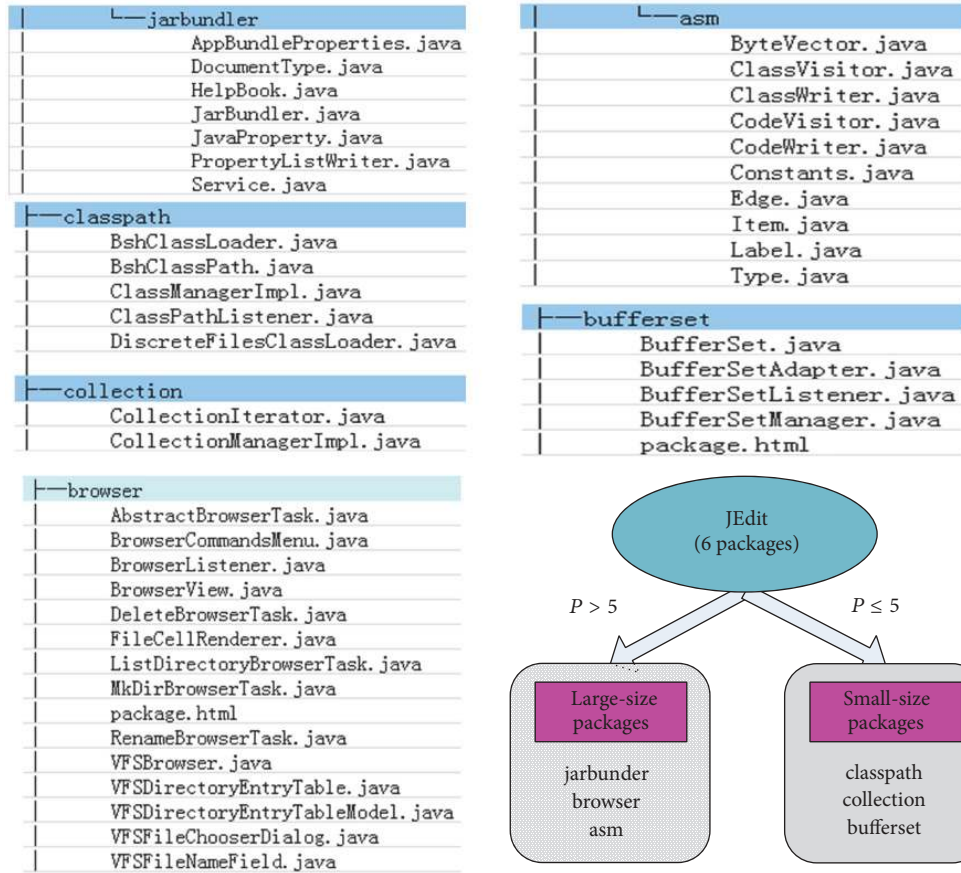 jarbundler
AppBundleProperties.java
DocumentType.java
HelpBook.java
JarBundler.java
JavaProperty.java
PropertyListWriter.java
Service.java
classpath
BshClassLoader.java
BshClassPath.java
ClassManagerImpl.java
ClassPathListener.java
DiscreteFilesClassLoader.java
collection
CollectionIterator.java
CollectionManagerImpl.java
browser
AbstractBrowserTask.java
BrowserCommandsMenu.java
BrowserListener.java
BrowserView.java
DeleteBrowserTask.java
FileCellRenderer.java
ListDirectoryBrowserTask.java
MkDirBrowserTask.java
package.html
RenameBrowserTask.java
VFSBrowser.java
VFSDirectoryEntryTable.java
VFSDirectoryEntryTableModel.java
VFSFileChooserDialog.java
VFSFileNameField.java
asm
ByteVector.java
ClassVisitor.java
ClassWriter.java
CodeVisitor.java
CodeWriter.java
Constants.java
Edge.java
Item.java
Label.java
Type.java
bufferset
BufferSet.java
BufferSetAdapter.java
BufferSetListener.java
BufferSetManager.java
package.html
JEdit
(6 packages)
P > 5
P ≤ 5
Large-size
packages
jarbunder
browser
asm
Small-size
packages
classpath
collection
bufferset